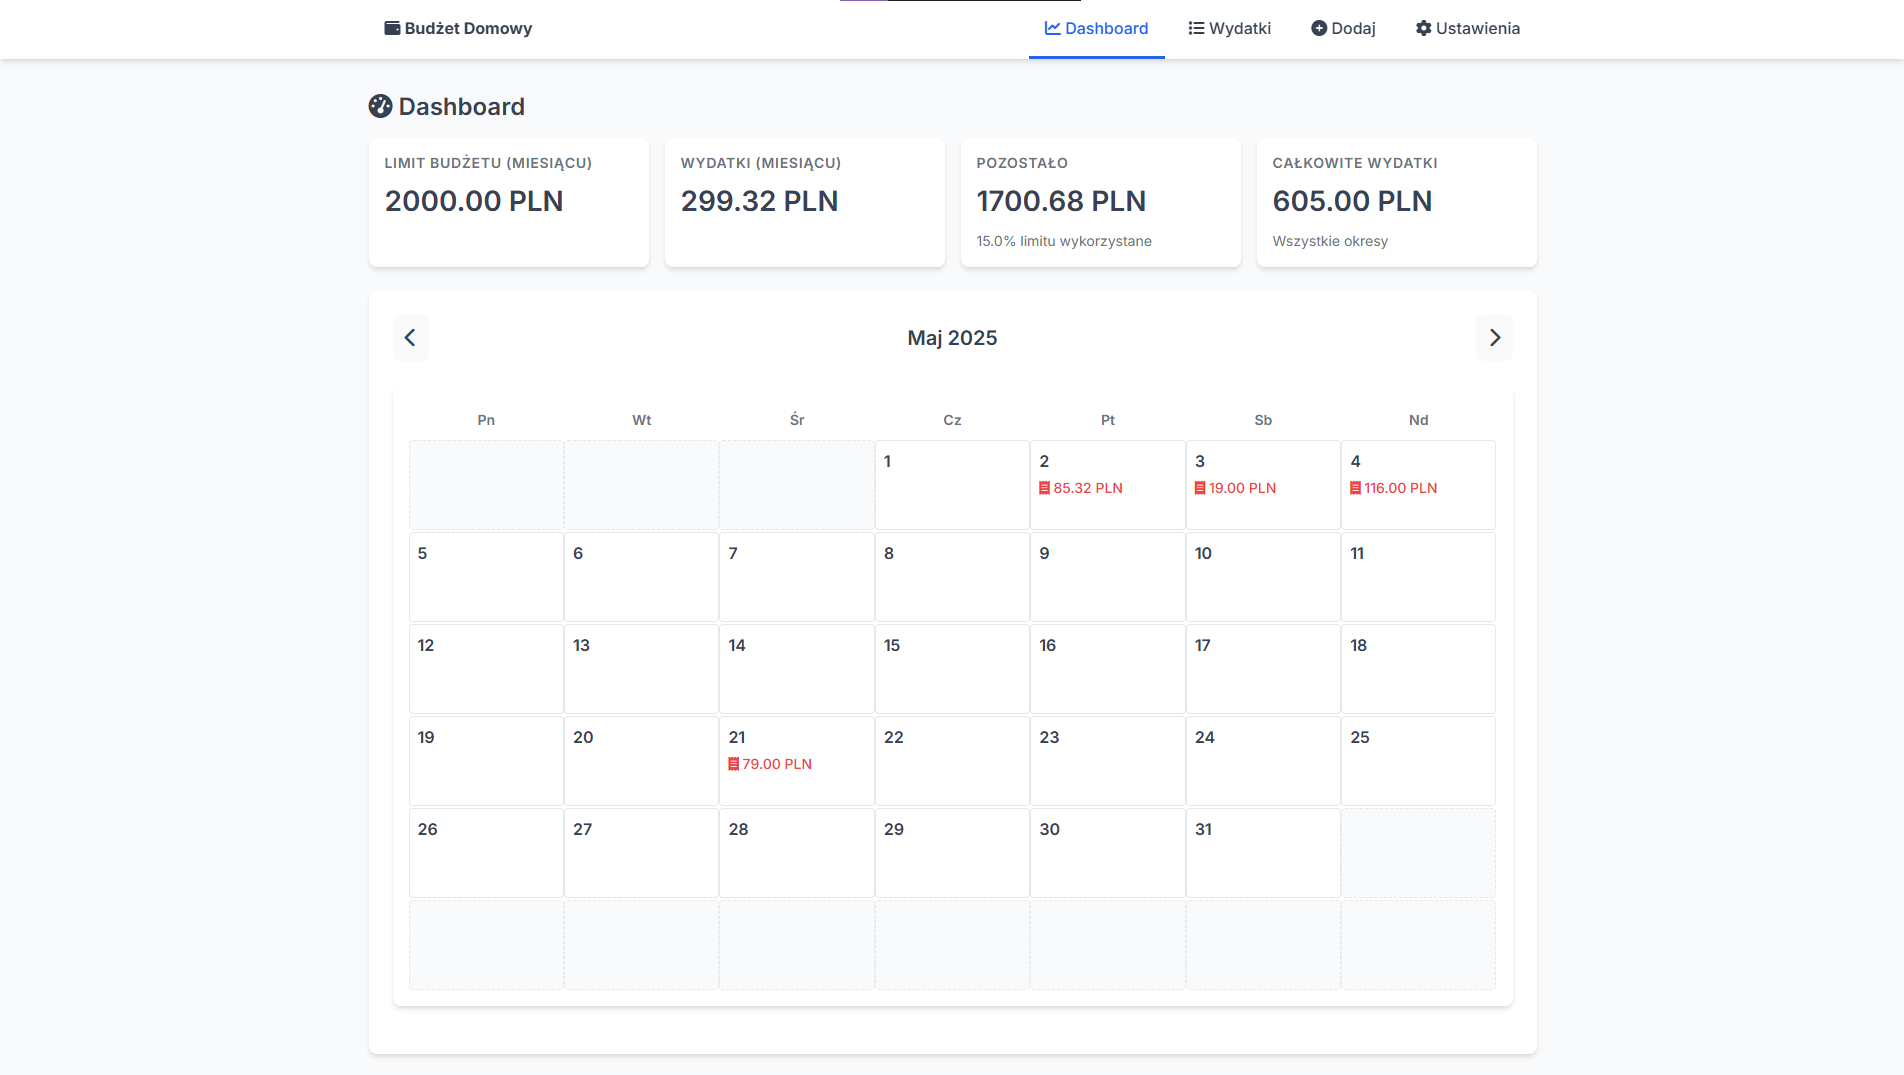 Budżet Domowy
Dashboard Wydatki Dodaj Ustawienia
Dashboard
LIMIT BUDŻETU (MIESIĄCU)
2000.00 PLN
WYDATKI (MIESIĄCU)
299.32 PLN
POZOSTAŁO
1700.68 PLN
15.0% limitu wykorzystane
CAŁKOWITE WYDATKI
605.00 PLN
Wszystkie okresy
Maj 2025
Pn Wt Śr Cz Pt Sb Nd
1 2 3 4
85.32 PLN 19.00 PLN 116.00 PLN
5 6 7 8 9 10 11
12 13 14 15 16 17 18
19 20 21 22 23 24 25
79.00 PLN
26 27 28 29 30 31